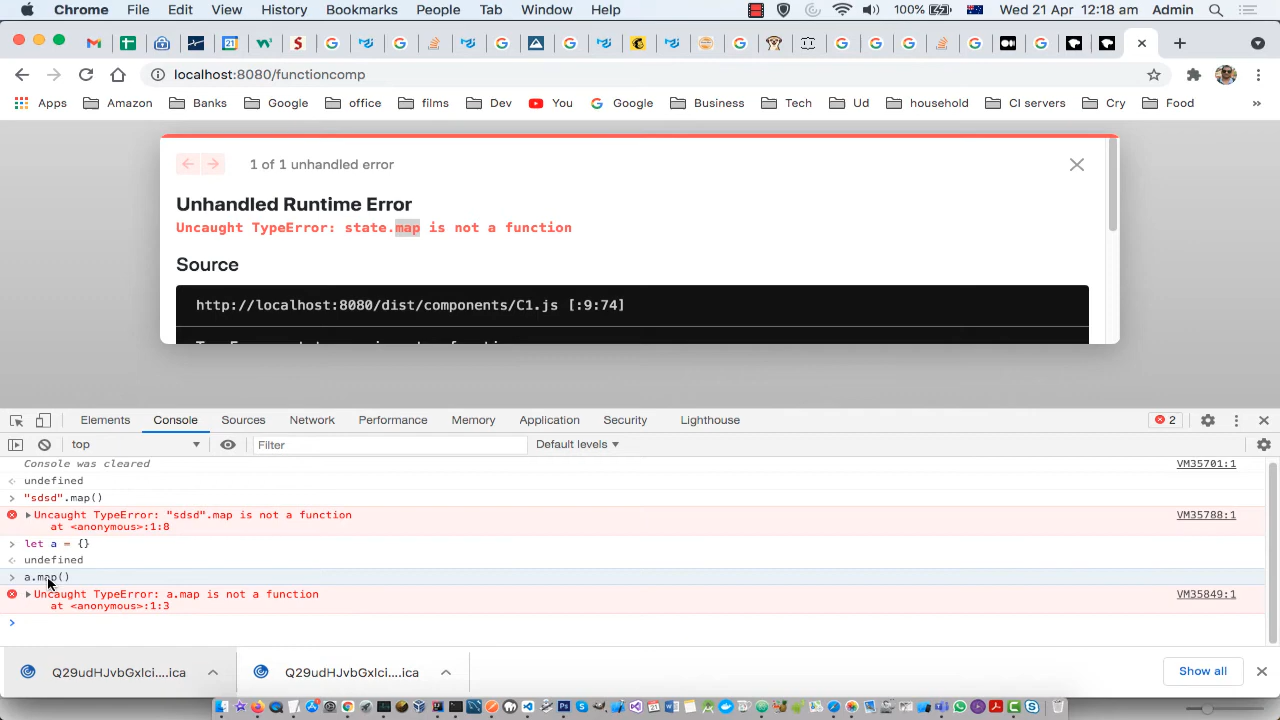 Chrome File Edit View History Bookmarks People Tab Window Help 100% Wed 21 Apr 12:18 am Admin
localhost:8080/functioncomp
Apps Amazon Banks Google office films Dev You Google Business Tech Ud household CI servers Cry Food »
1 of 1 unhandled error
Unhandled Runtime Error
Uncaught TypeError: state.map is not a function
Source
http://localhost:8080/dist/components/C1.js [:9:74]
Elements Console Sources Network Performance Memory Application Security Lighthouse 2
top Filter Default levels
Console was cleared VM35701:1
undefined
"sdsd".map()
Uncaught TypeError: "sdsd".map is not a function VM35788:1
at <anonymous>:1:8
let a = {}
undefined
a.map()
Uncaught TypeError: a.map is not a function VM35849:1
at <anonymous>:1:3
Q29udHJvbGxlci....ica Q29udHJvbGxlci....ica Show all